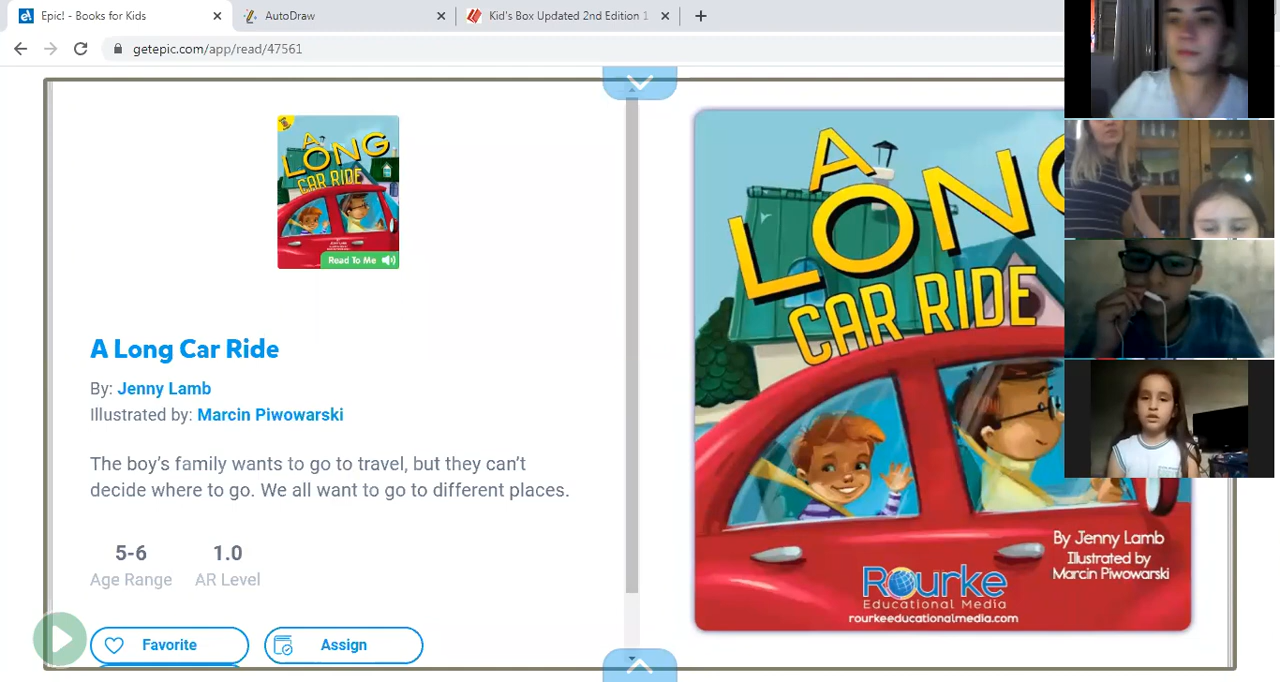 Epic! - Books for Kids
AutoDraw
Kid's Box Updated 2nd Edition 1
getepic.com/app/read/47561
A
LONG
CAR RIDE
Read To Me
A Long Car Ride
By: Jenny Lamb
Illustrated by: Marcin Piwowarski
The boy's family wants to go to travel, but they can't
decide where to go. We all want to go to different places.
5-6 1.0
Age Range AR Level
Favorite Assign
A
LONG
CAR RIDE
By Jenny Lamb
Illustrated by
Marcin Piwowarski
Rourke
Educational Media
rourkeeducationalmedia.com